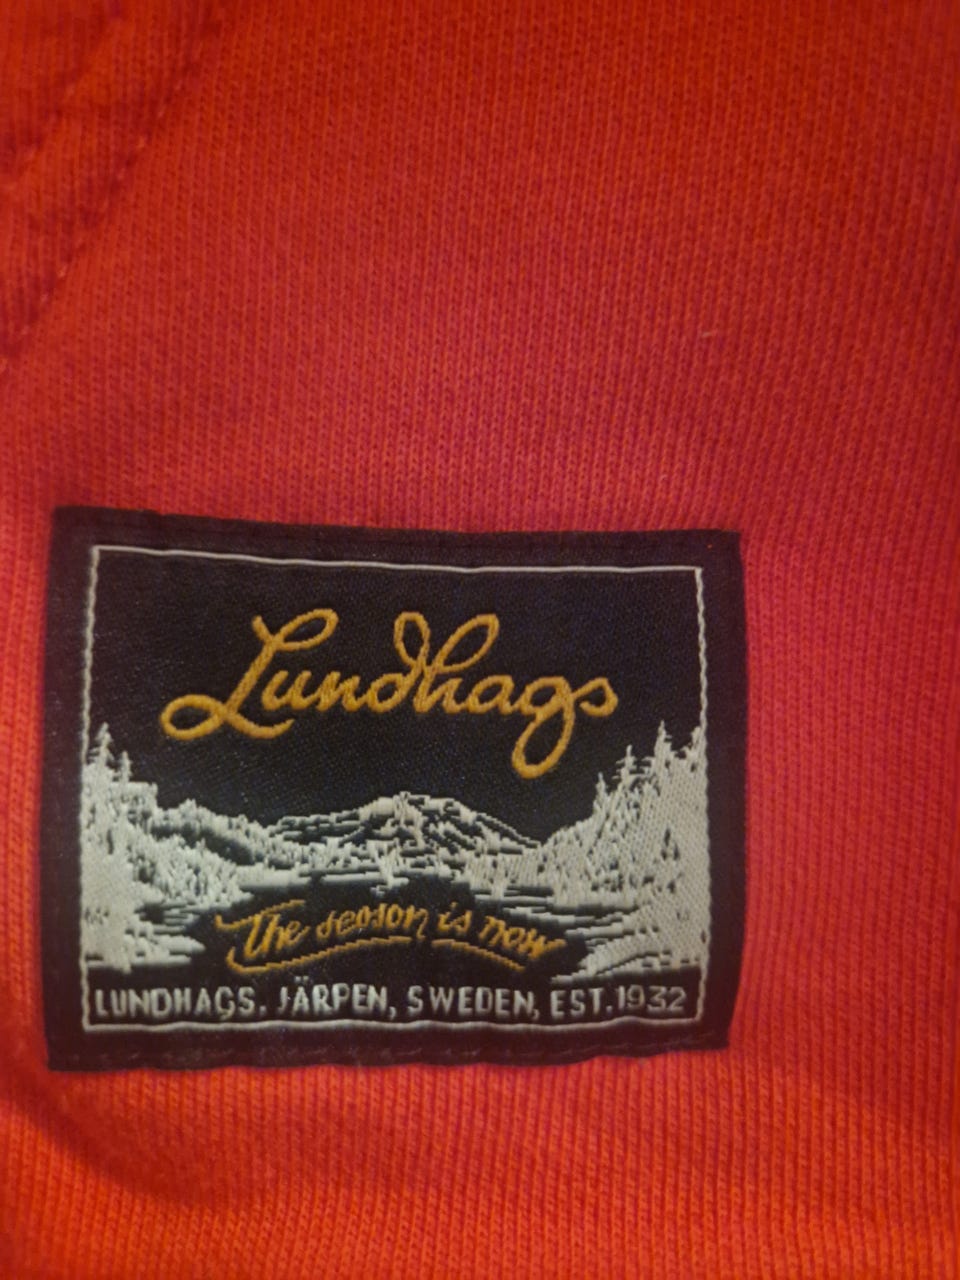 Lundhags
The season is now
LUNDHAGS. JÄRPEN, SWEDEN, EST.1932